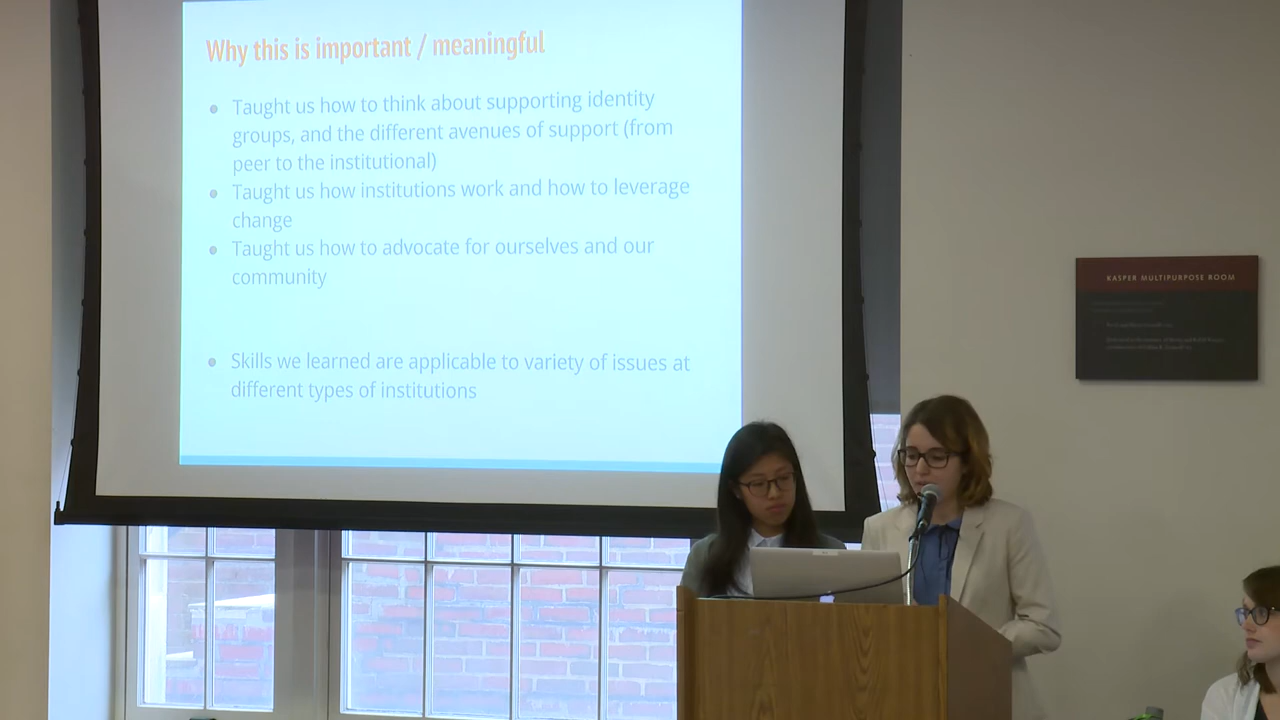 Why this is important / meaningful
Taught us how to think about supporting identity
groups, and the different avenues of support (from
peer to the institutional)
Taught us how institutions work and how to leverage
change
Taught us how to advocate for ourselves and our
community
Skills we learned are applicable to variety of issues at
different types of institutions
KASPER MULTIPURPOSE ROOM